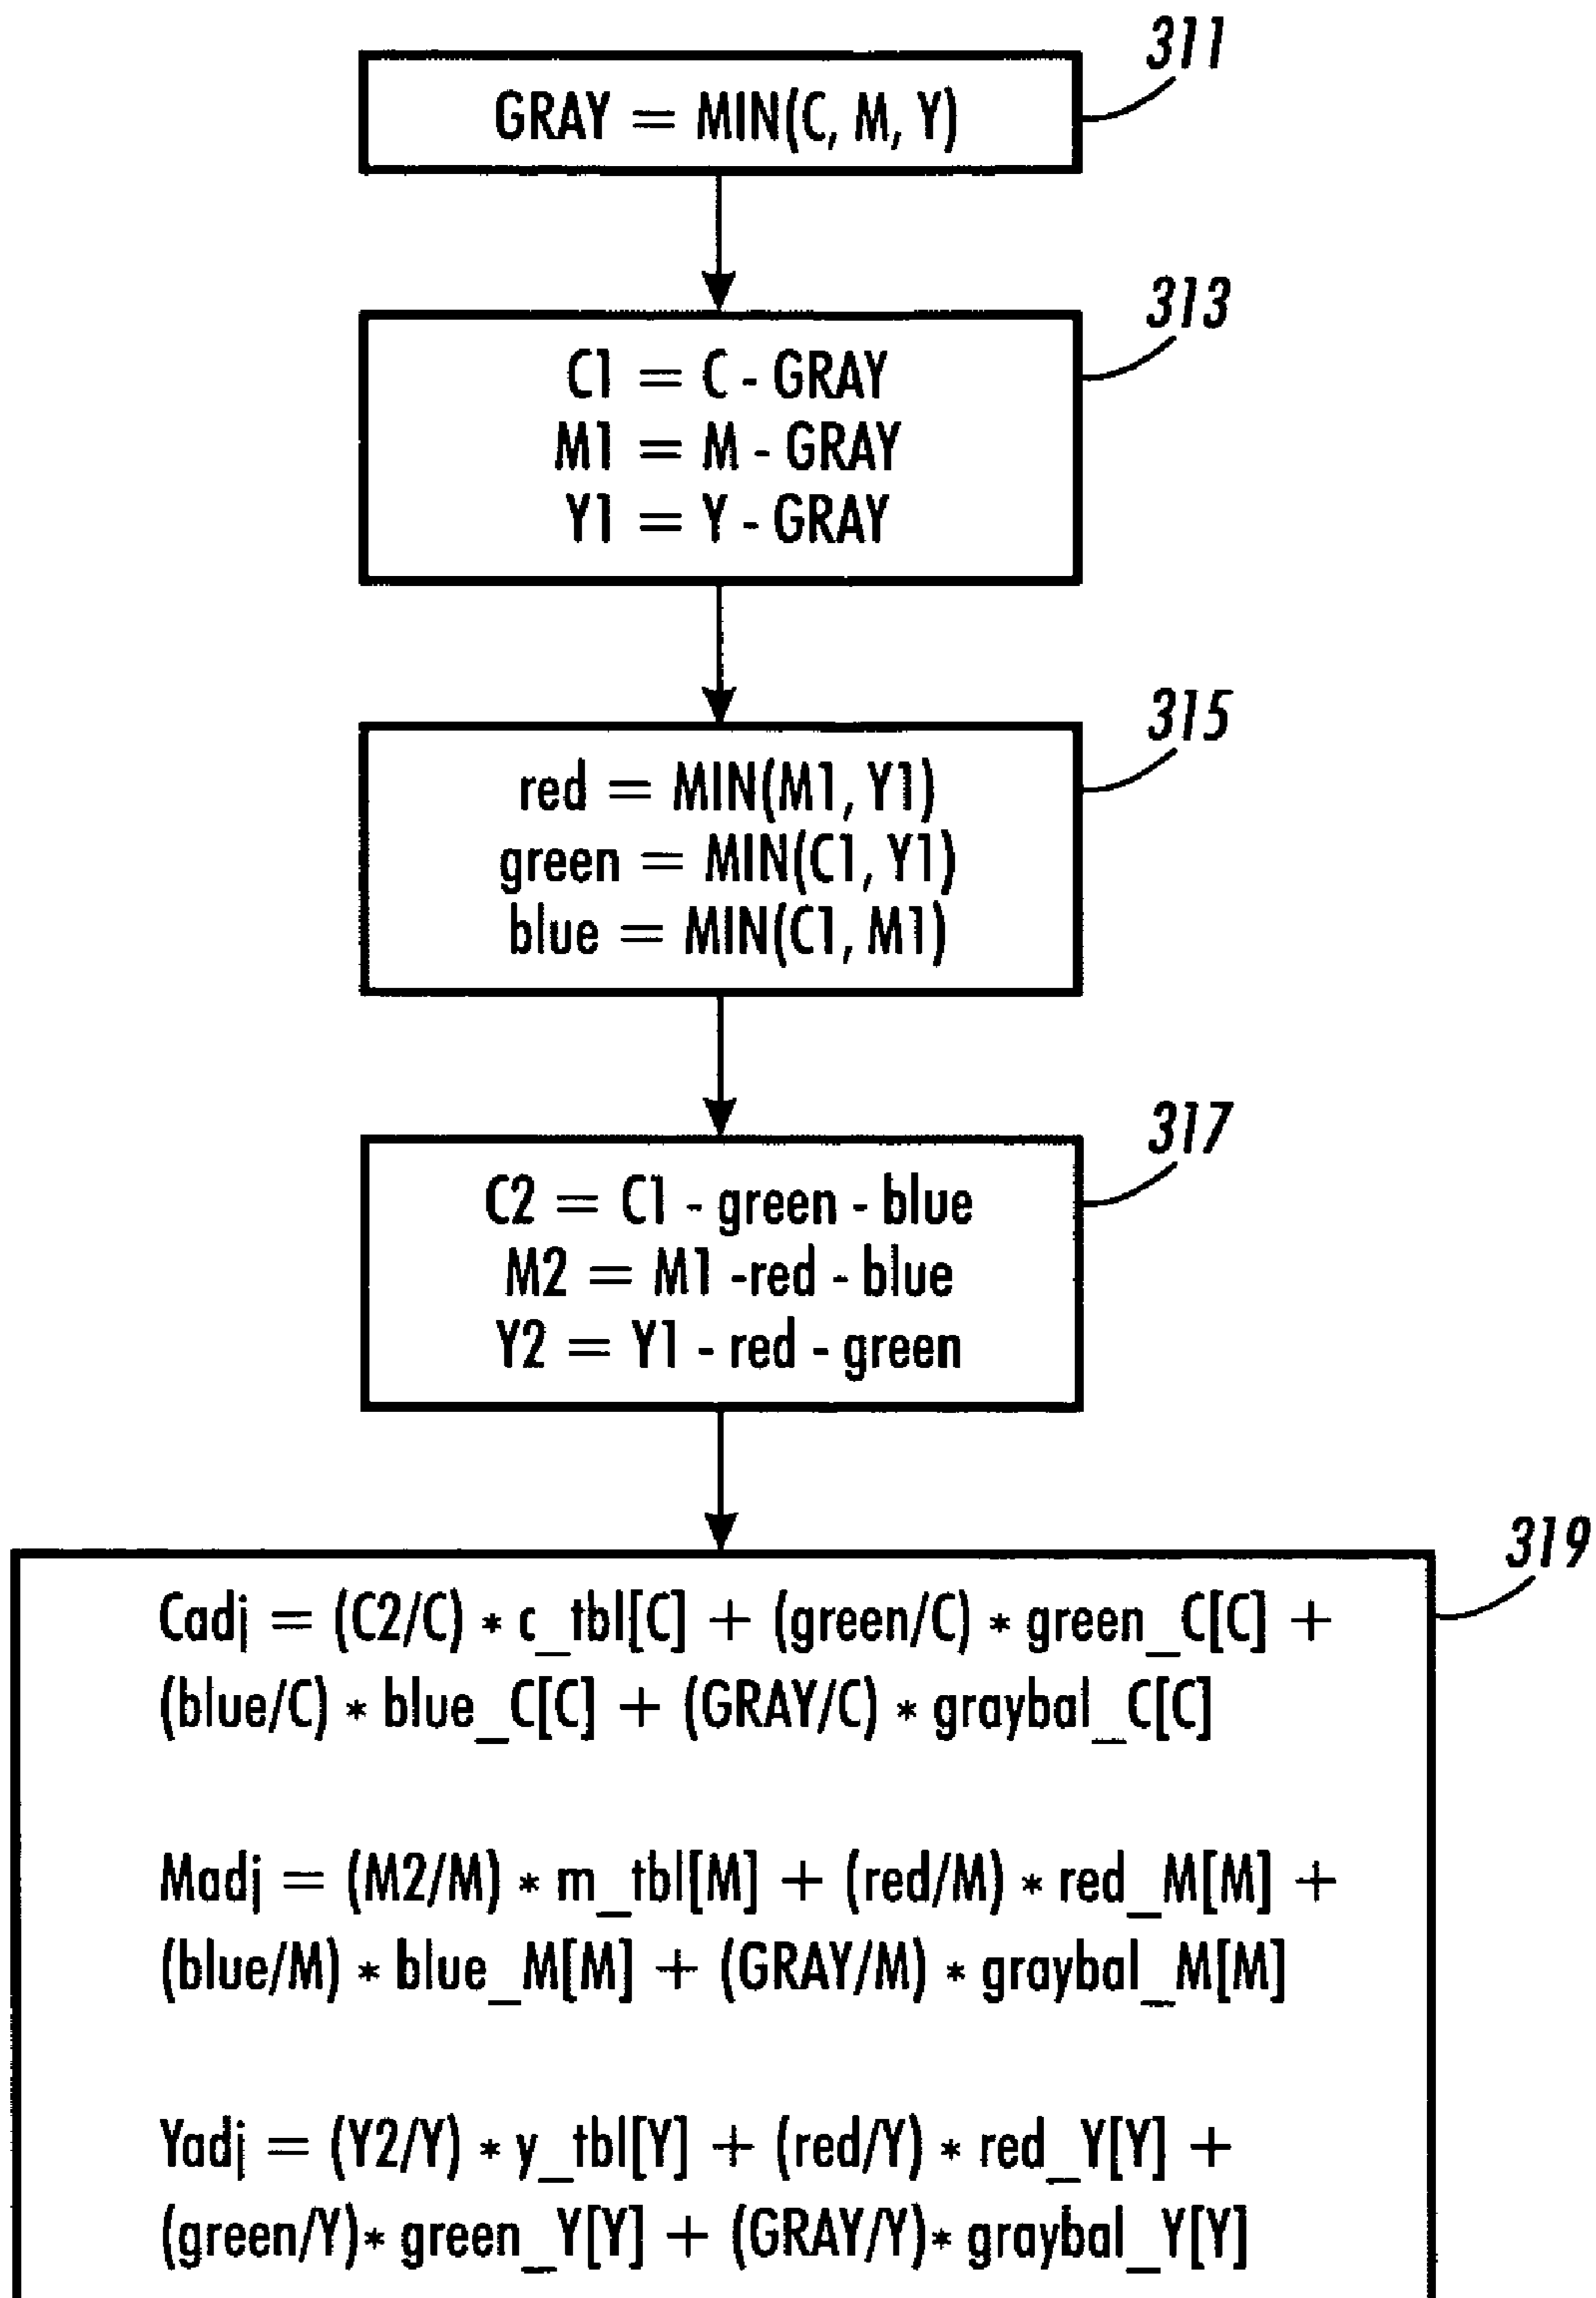 311
GRAY = MIN(C, M, Y)
313
C1 = C - GRAY
M1 = M - GRAY
Y1 = Y - GRAY
315
red = MIN(M1, Y1)
green = MIN(C1, Y1)
blue = MIN(C1, M1)
317
C2 = C1 - green - blue
M2 = M1 -red - blue
Y2 = Y1 - red - green
319
Cadj = (C2/C) * c_tbl[C] + (green/C) * green_C[C] +
(blue/C) * blue_C[C] + (GRAY/C) * graybal_C[C]
Madj = (M2/M) * m_tbl[M] + (red/M) * red_M[M] +
(blue/M) * blue_M[M] + (GRAY/M) * graybal_M[M]
Yadj = (Y2/Y) * y_tbl[Y] + (red/Y) * red_Y[Y] +
(green/Y)* green_Y[Y] + (GRAY/Y)* graybal_Y[Y]